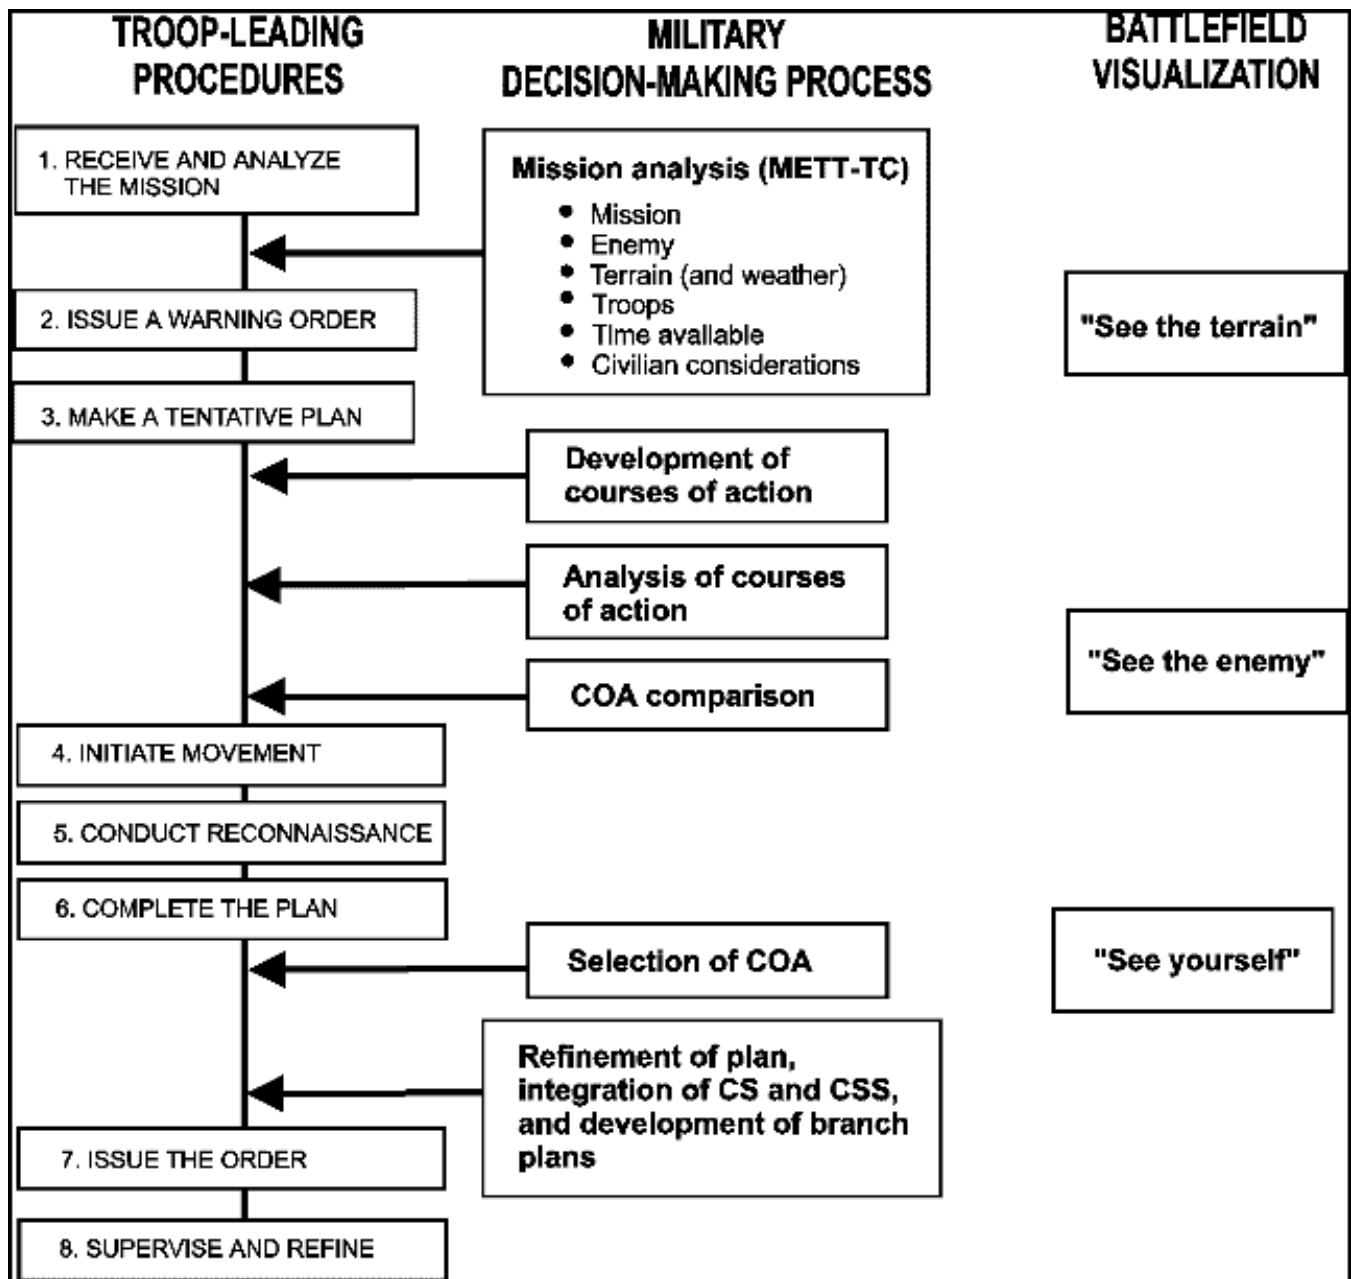 TROOP-LEADING
PROCEDURES
MILITARY
DECISION-MAKING PROCESS
BATTLEFIELD
VISUALIZATION
1. RECEIVE AND ANALYZE
THE MISSION
2. ISSUE A WARNING ORDER
3. MAKE A TENTATIVE PLAN
4. INITIATE MOVEMENT
5. CONDUCT RECONNAISSANCE
6. COMPLETE THE PLAN
7. ISSUE THE ORDER
8. SUPERVISE AND REFINE
Mission analysis (METT-TC)
• Mission
• Enemy
• Terrain (and weather)
• Troops
• Time available
• Civilian considerations
Development of
courses of action
Analysis of courses
of action
COA comparison
Selection of COA
Refinement of plan,
integration of CS and CSS,
and development of branch
plans
"See the terrain"
"See the enemy"
"See yourself"